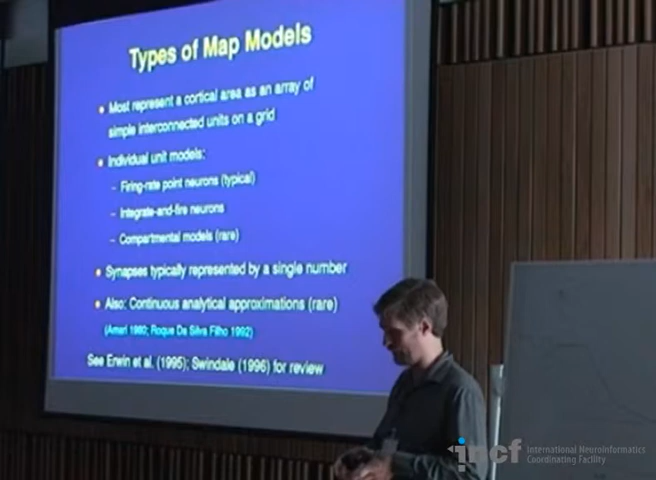 Types of Map Models
• Most represent a cortical area as an array of
simple interconnected units on a grid
• Individual unit models:
– Firing-rate point neurons (typical)
– Integrate-and-fire neurons
– Compartmental models (rare)
• Synapses typically represented by a single number
• Also: Continuous analytical approximations (rare)
(Amari 1980; Roque Da Silva Filho 1992)
See Erwin et al. (1995); Swindale (1996) for review
incf International Neuroinformatics
Coordinating Facility